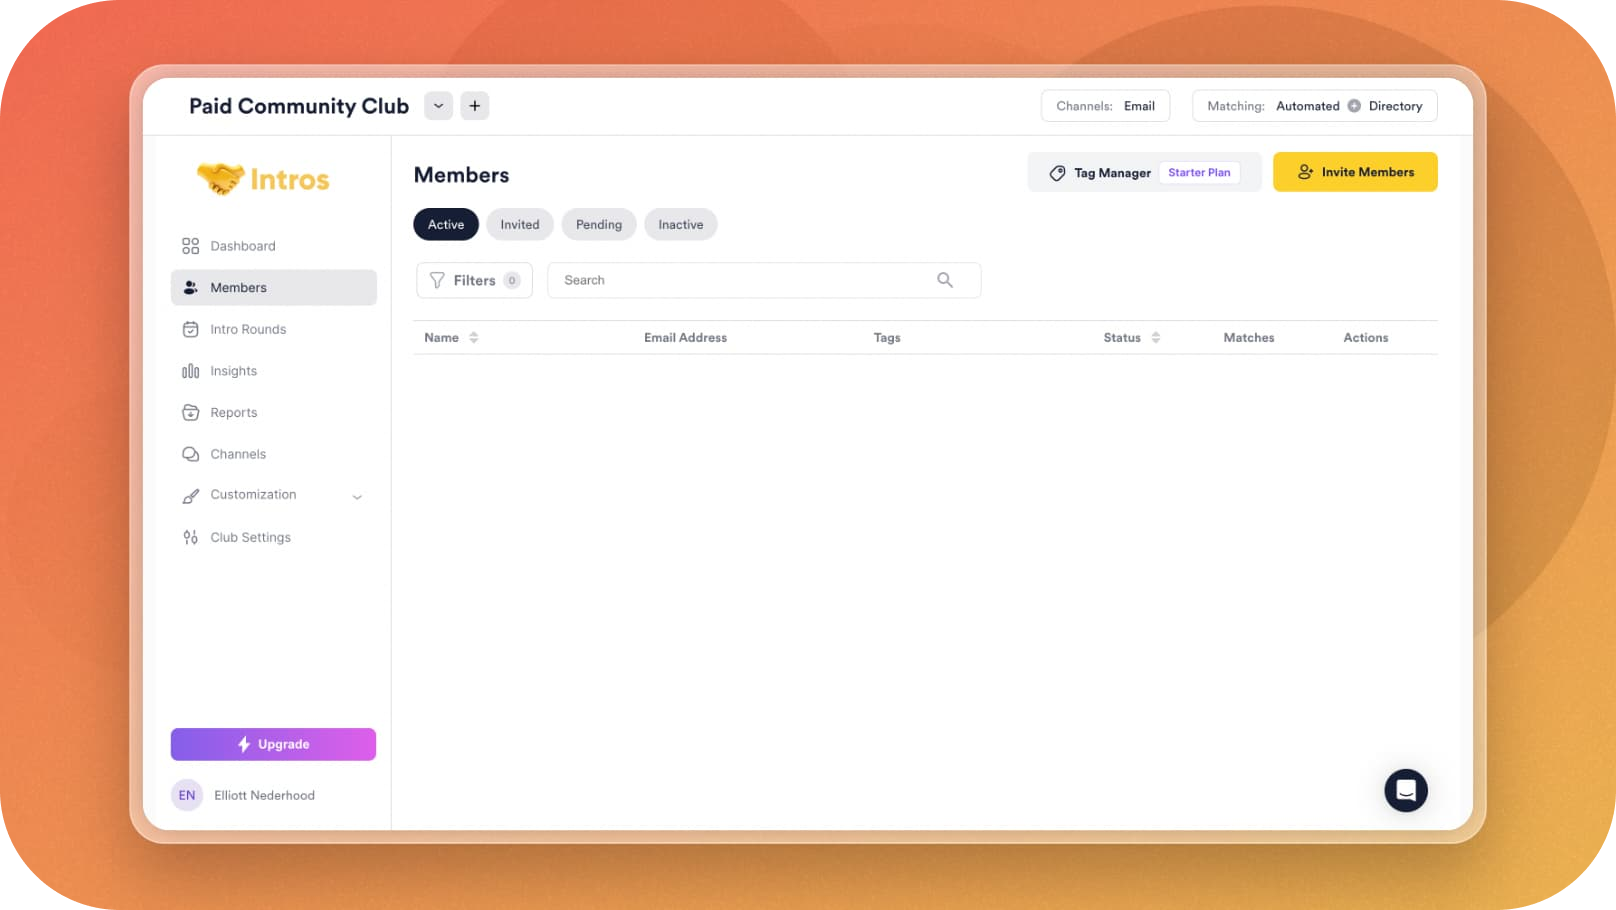 Paid Community Club
Channels: Email
Matching: Automated Directory
Intros
Dashboard
Members
Intro Rounds
Insights
Reports
Channels
Customization
Club Settings
Upgrade
EN
Elliott Nederhood
Members
Tag Manager Starter Plan
Invite Members
Active Invited Pending Inactive
Filters 0
Search
Name Email Address Tags Status Matches Actions